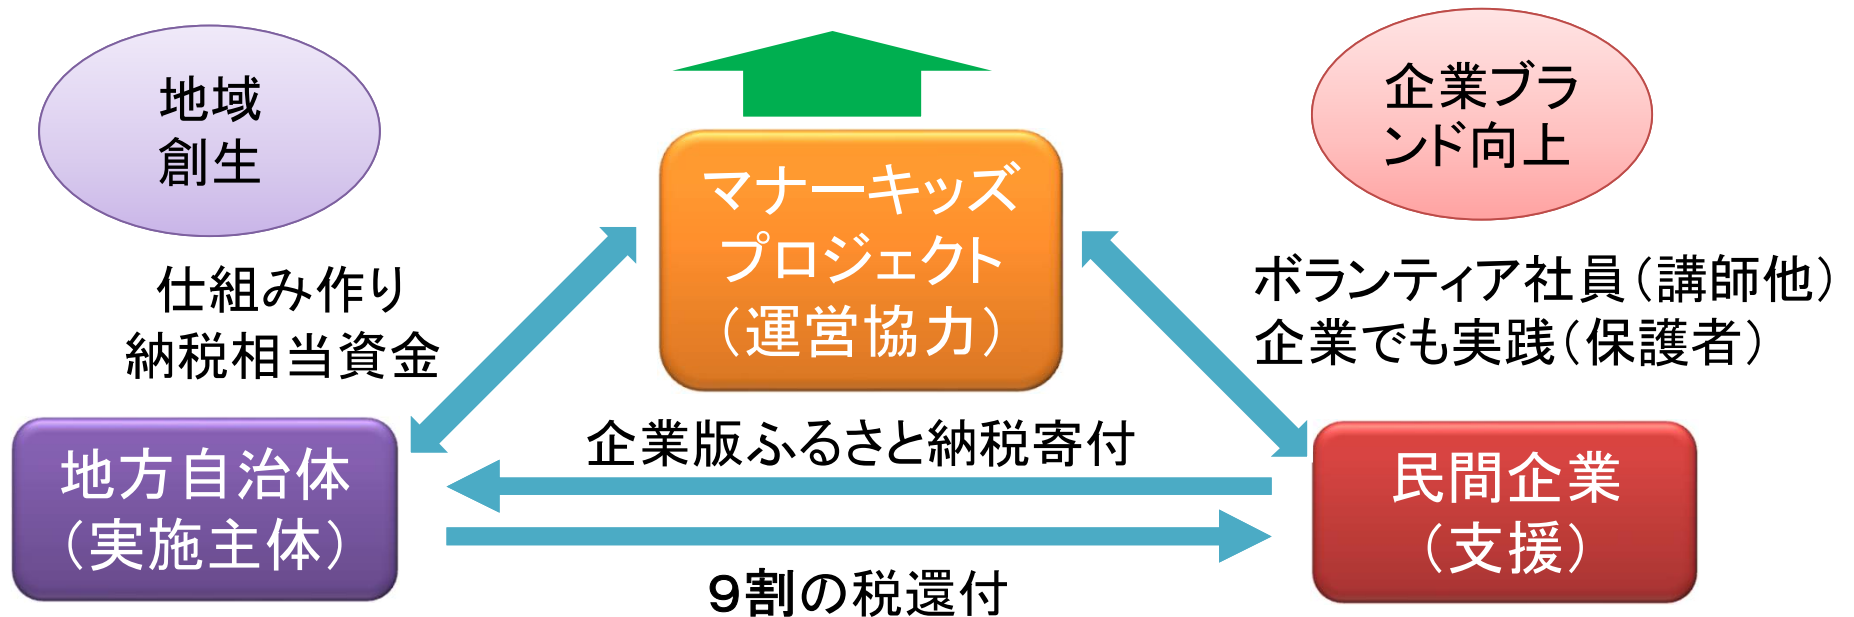 地域
創生
企業ブラ
ンド向上
マナーキッズ
プロジェクト
（運営協力）
仕組み作り
納税相当資金
ボランティア社員（講師他）
企業でも実践（保護者）
企業版ふるさと納税寄付
地方自治体
（実施主体）
民間企業
（支援）
９割の税還付